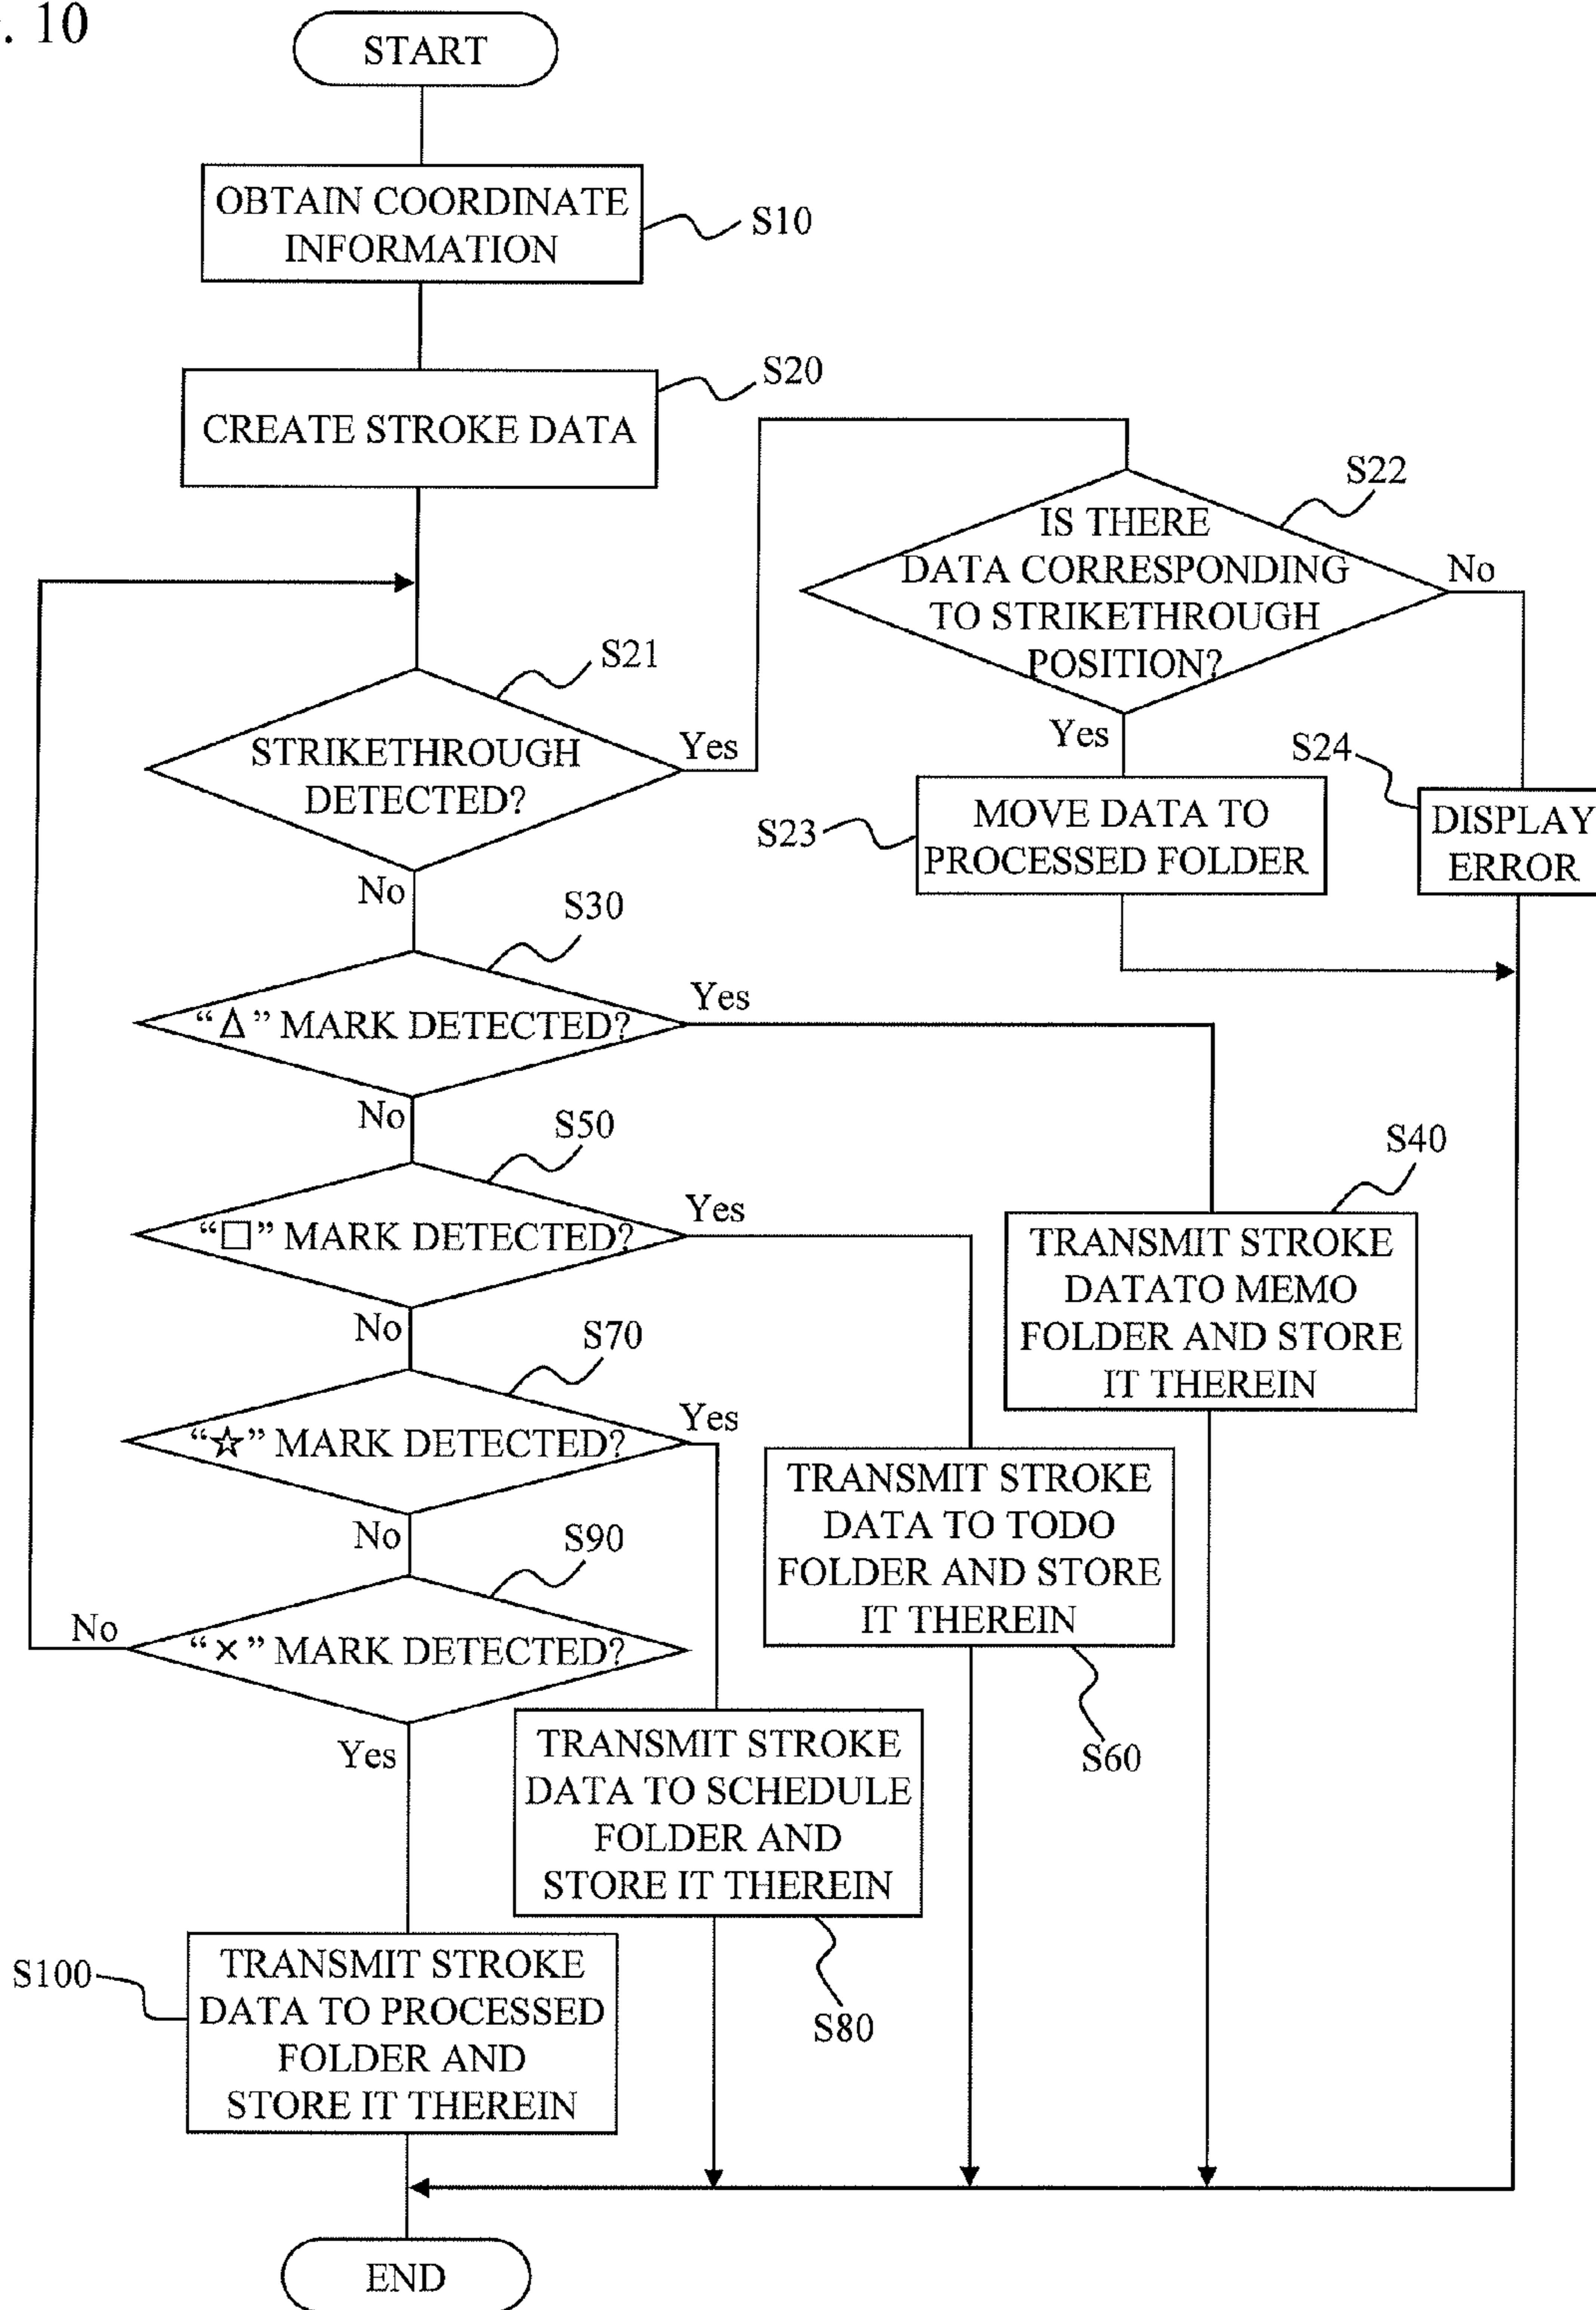 . 10
START
OBTAIN COORDINATE
INFORMATION
S10
S20
CREATE STROKE DATA
S22
IS THERE
DATA CORRESPONDING
TO STRIKETHROUGH
POSITION?
No
Yes
S21
STRIKETHROUGH
DETECTED?
Yes
No
S23
MOVE DATA TO
PROCESSED FOLDER
S24
DISPLAY
ERROR
S30
“Δ” MARK DETECTED?
Yes
No
S40
TRANSMIT STROKE
DATATO MEMO
FOLDER AND STORE
IT THEREIN
S50
“□” MARK DETECTED?
Yes
No
TRANSMIT STROKE
DATA TO TODO
FOLDER AND STORE
IT THEREIN
S60
S70
“☆” MARK DETECTED?
Yes
No
TRANSMIT STROKE
DATA TO SCHEDULE
FOLDER AND
STORE IT THEREIN
S80
S90
“×” MARK DETECTED?
No
Yes
S100
TRANSMIT STROKE
DATA TO PROCESSED
FOLDER AND
STORE IT THEREIN
END